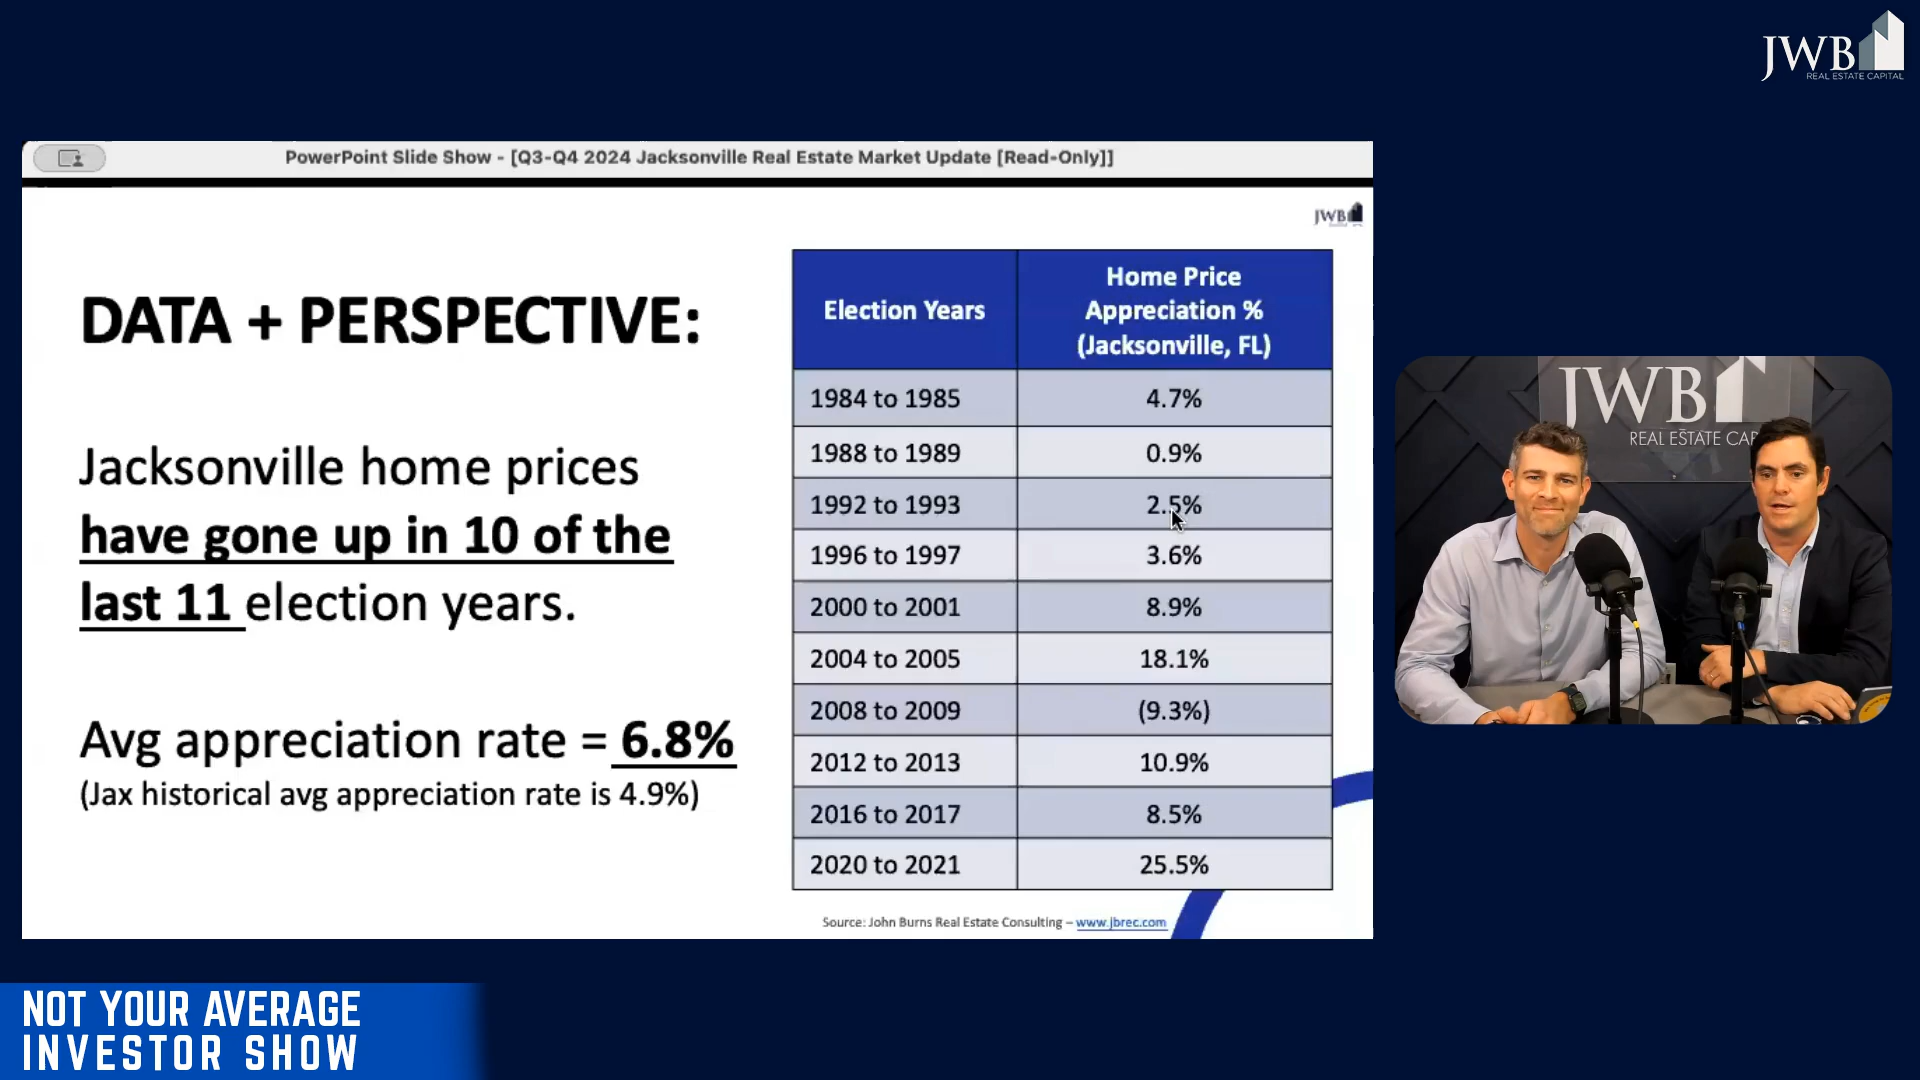 JWB
REAL ESTATE CAPITAL
PowerPoint Slide Show - [Q3-Q4 2024 Jacksonville Real Estate Market Update [Read-Only]]
JWB
DATA + PERSPECTIVE:
Jacksonville home prices
have gone up in 10 of the
last 11 election years.
Avg appreciation rate = 6.8%
(Jax historical avg appreciation rate is 4.9%)
Election Years
Home Price
Appreciation %
(Jacksonville, FL)
1984 to 1985 4.7%
1988 to 1989 0.9%
1992 to 1993 2.5%
1996 to 1997 3.6%
2000 to 2001 8.9%
2004 to 2005 18.1%
2008 to 2009 (9.3%)
2012 to 2013 10.9%
2016 to 2017 8.5%
2020 to 2021 25.5%
Source: John Burns Real Estate Consulting – www.jbrec.com
JWB
REAL ESTATE CAP
NOT YOUR AVERAGE
INVESTOR SHOW